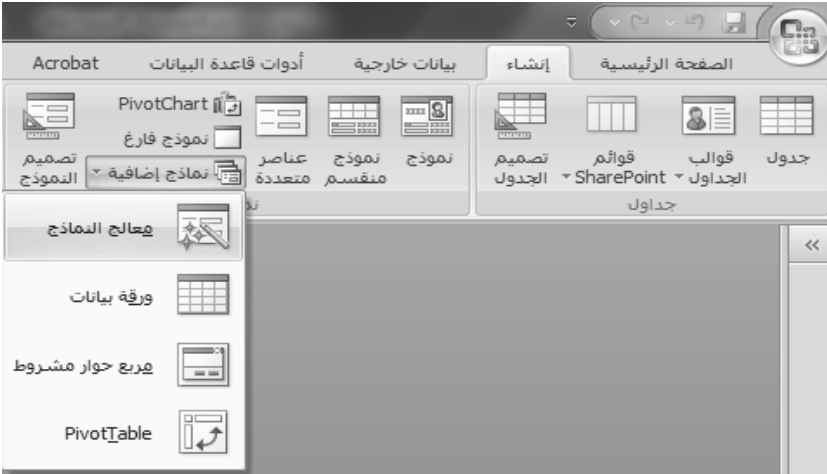 الصفحة الرئيسية
إنشاء
بيانات خارجية
أدوات قاعدة البيانات
Acrobat
جدول
قوالب
الجداول
قوائم
SharePoint
تصميم
الجدول
جداول
نموذج
نموذج
منقسم
عناصر
متعددة
PivotChart
نموذج فارغ
نماذج إضافية
تصميم
النموذج
معالج النماذج
ورقة بيانات
مربع حوار مشروط
PivotTable